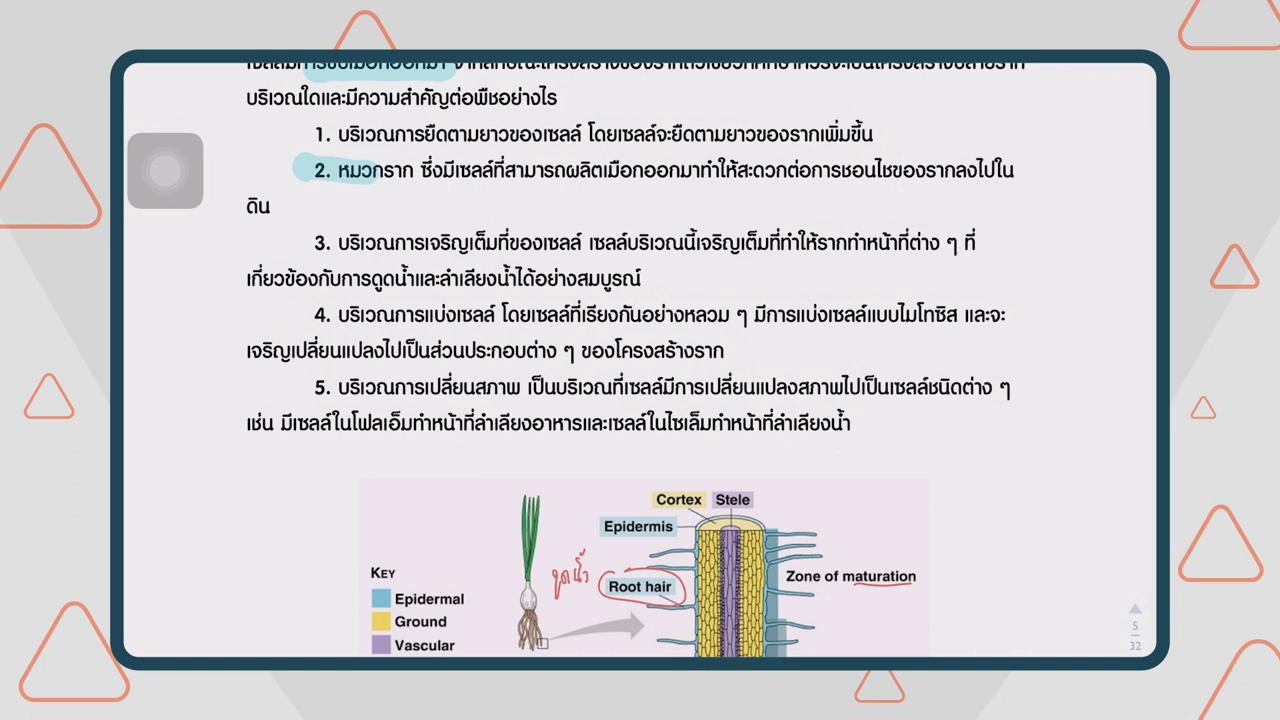 บริเวณใดและมีความสำคัญต่อพืชอย่างไร
1. บริเวณการยืดตามยาวของเซลล์ โดยเซลล์จะยืดตามยาวของรากเพิ่มขึ้น
2. หมวกราก ซึ่งมีเซลล์ที่สามารถผลิตเมือกออกมาทำให้สะดวกต่อการชอนไชของรากลงไปใน
ดิน
3. บริเวณการเจริญเต็มที่ของเซลล์ เซลล์บริเวณนี้เจริญเต็มที่ทำให้รากทำหน้าที่ต่าง ๆ ที่
เกี่ยวข้องกับการดูดน้ำและลำเลียงน้ำได้อย่างสมบูรณ์
4. บริเวณการแบ่งเซลล์ โดยเซลล์ที่เรียงกันอย่างหลวม ๆ มีการแบ่งเซลล์แบบไมโทซิส และจะ
เจริญเปลี่ยนแปลงไปเป็นส่วนประกอบต่าง ๆ ของโครงสร้างราก
5. บริเวณการเปลี่ยนสภาพ เป็นบริเวณที่เซลล์มีการเปลี่ยนแปลงสภาพไปเป็นเซลล์ชนิดต่าง ๆ
เช่น มีเซลล์ในโฟลเอ็มทำหน้าที่ลำเลียงอาหารและเซลล์ในไซเล็มทำหน้าที่ลำเลียงน้ำ
Cortex Stele
Epidermis
ดูดน้ำ
Root hair
Zone of maturation
KEY
Epidermal
Ground
Vascular
5
32